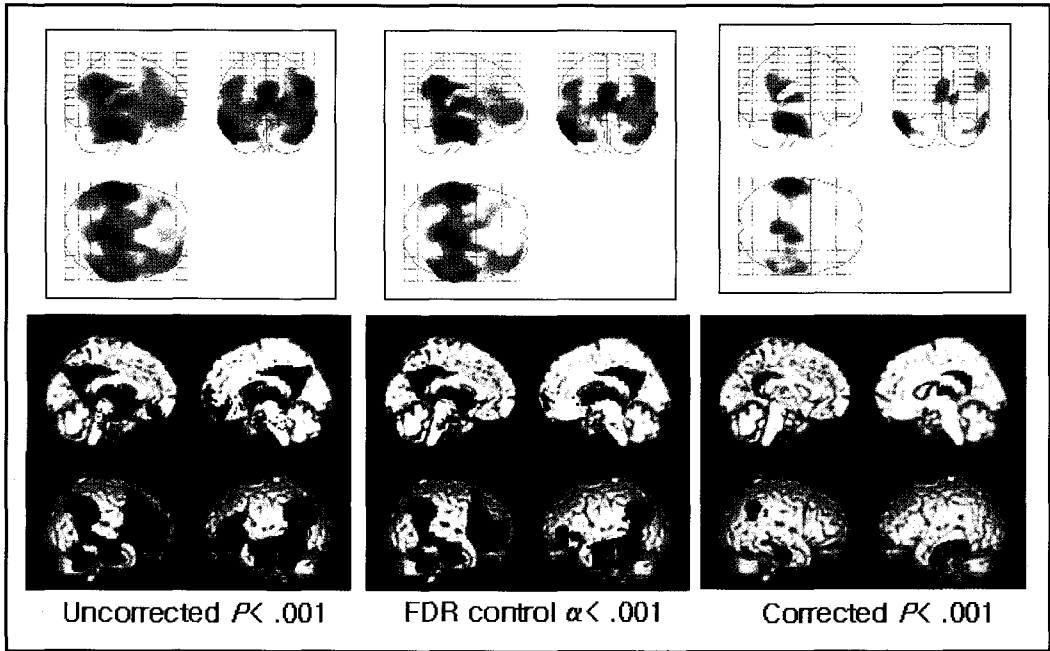 Uncorrected P< .001
FDR control α< .001
Corrected P< .001